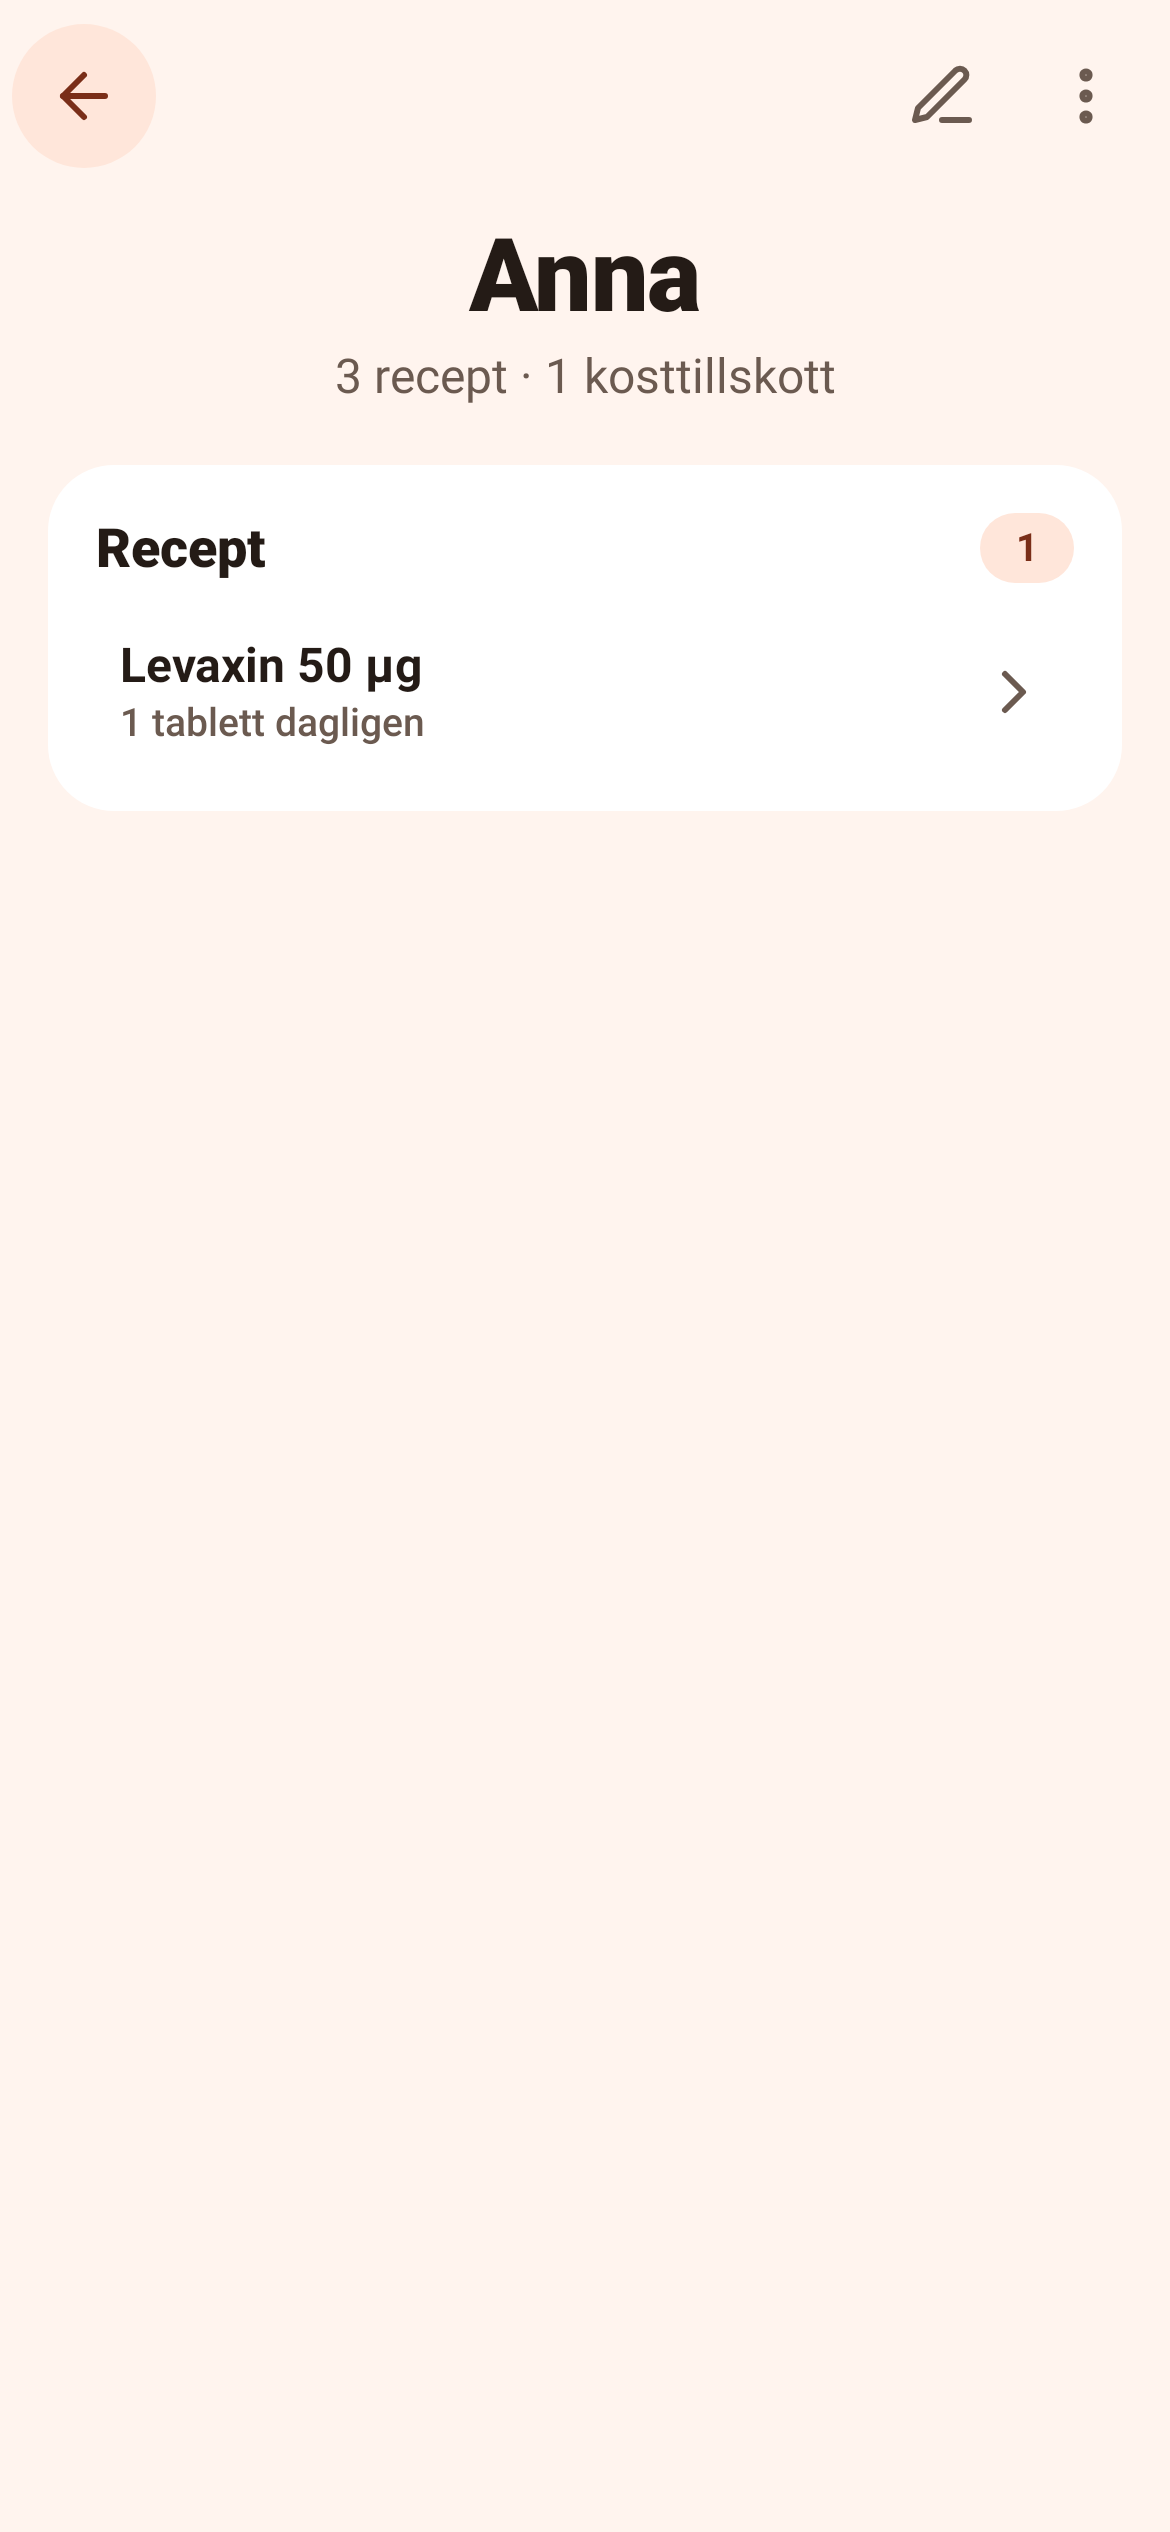 Anna
3 recept · 1 kosttillskott
Recept
1
Levaxin 50 µg
1 tablett dagligen